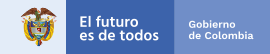 El futuro
es de todos
Gobierno
de Colombia